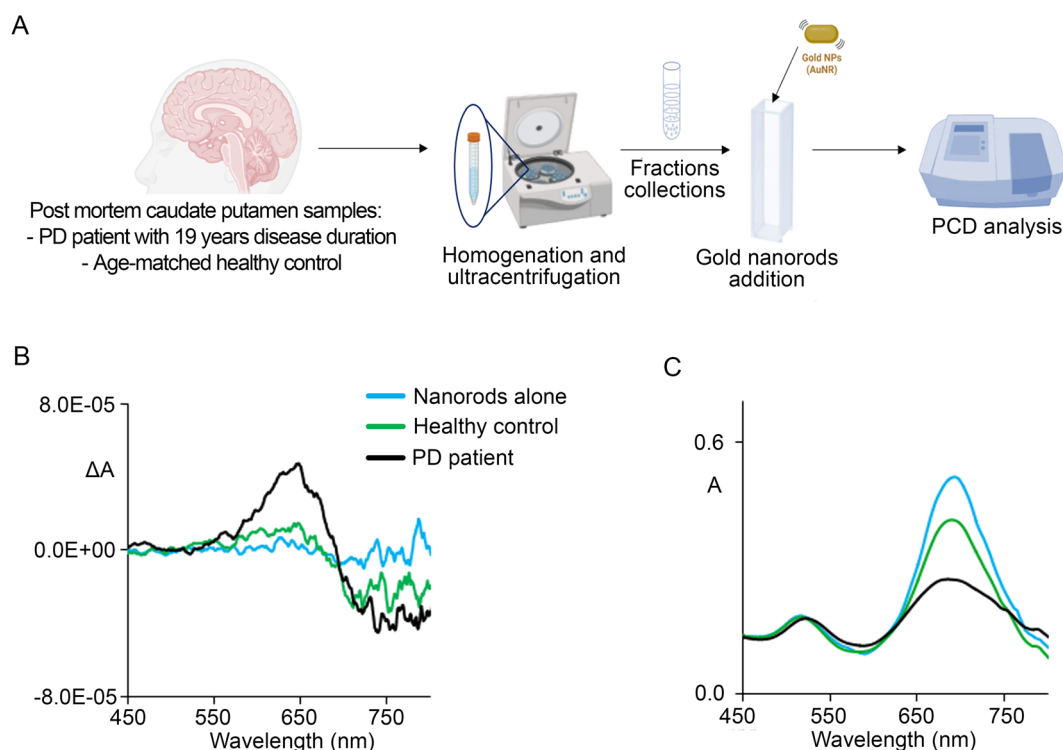 A
Gold NPs
(AuNR)
Fractions
collections
Post mortem caudate putamen samples:
- PD patient with 19 years disease duration
- Age-matched healthy control
Homogenation and
ultracentrifugation
Gold nanorods
addition
PCD analysis
B
8.0E-05
ΔA
0.0E+00
-8.0E-05
450
550
650
750
Wavelength (nm)
Nanorods alone
Healthy control
PD patient
C
0.6
A
0.0
450
550
650
750
Wavelength (nm)